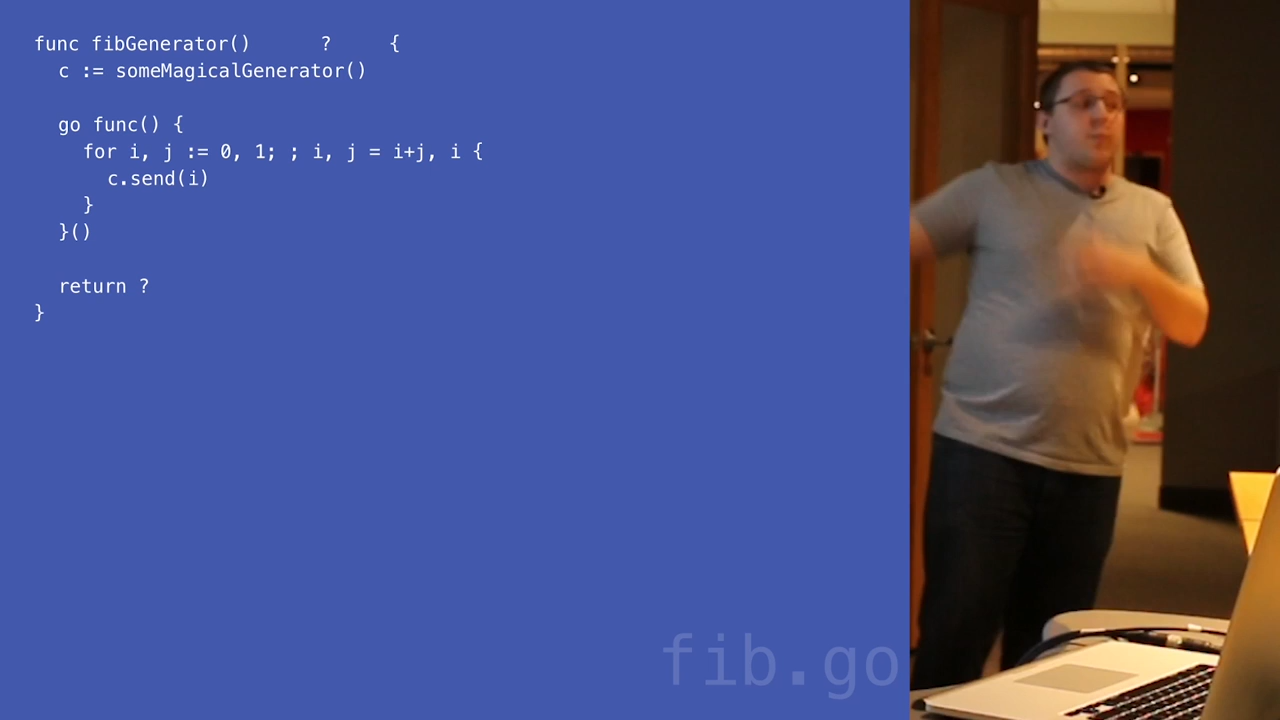 func fibGenerator() ? {
c := someMagicalGenerator()
go func() {
for i, j := 0, 1; ; i, j = i+j, i {
c.send(i)
}
}()
return ?
}
fib.go